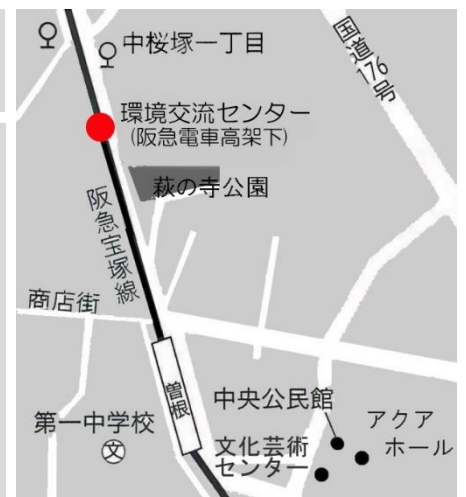 中桜塚一丁目
国道176号
環境交流センター
(阪急電車高架下)
萩の寺公園
阪急宝塚線
商店街
曽根
中央公民館
第一中学校
文
文化芸術
センター
アクア
ホール